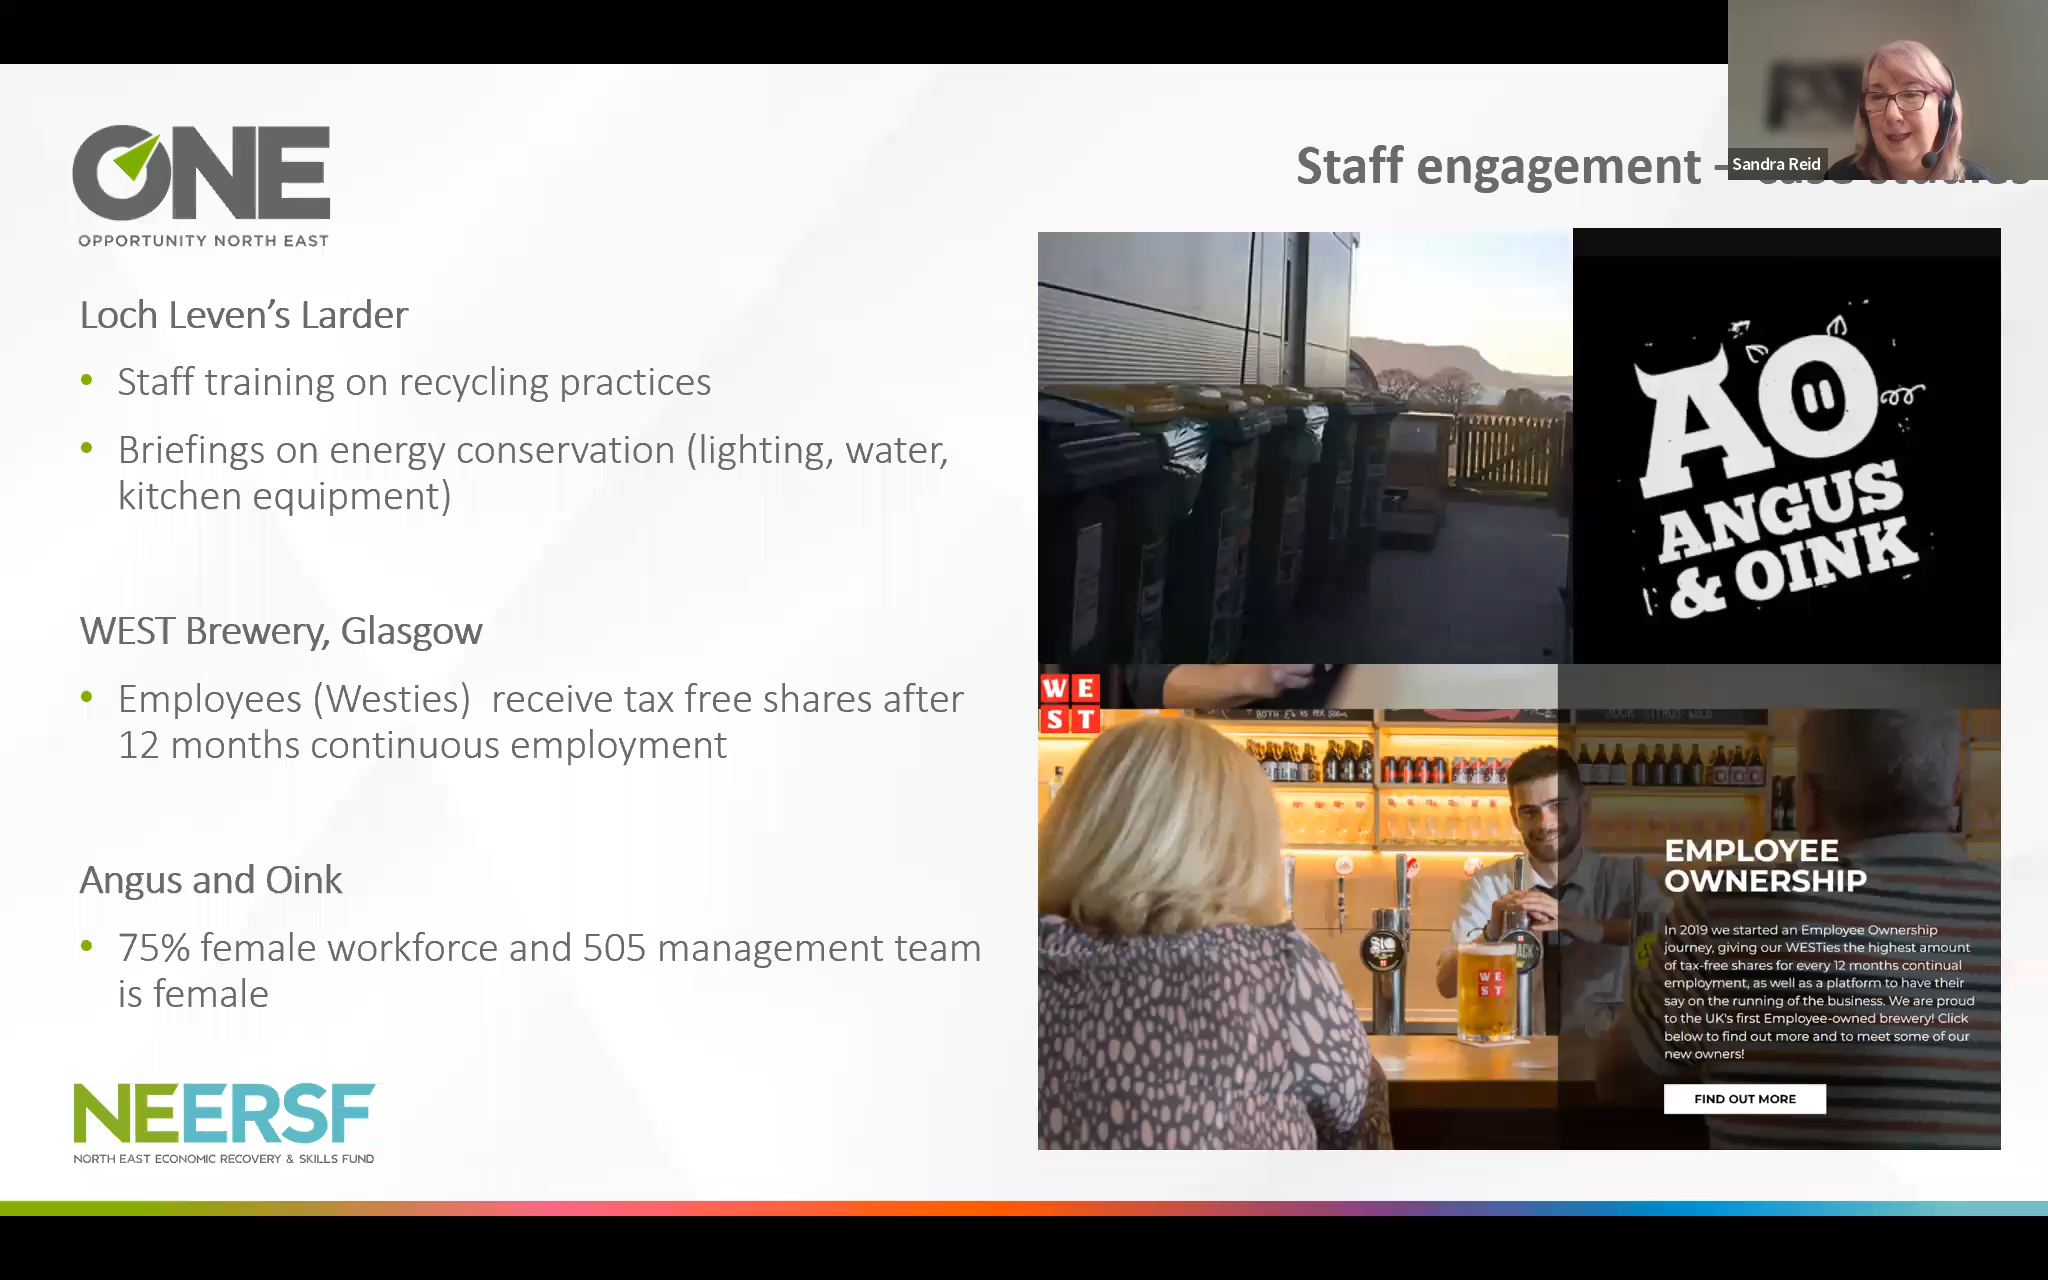 Sandra Reid
ONE
OPPORTUNITY NORTH EAST
Staff engagement - case studies
Loch Leven's Larder
• Staff training on recycling practices
• Briefings on energy conservation (lighting, water,
kitchen equipment)
WEST Brewery, Glasgow
• Employees (Westies) receive tax free shares after
12 months continuous employment
Angus and Oink
• 75% female workforce and 505 management team
is female
NEERSF
NORTH EAST ECONOMIC RECOVERY & SKILLS FUND
AO
ANGUS
& OINK
WE
ST
BOTH
WE
ST
EMPLOYEE
OWNERSHIP
In 2019 we started an Employee Ownership
journey, giving our WESTies the highest amount
of tax-free shares for every 12 months continual
employment, as well as a platform to have their
say on the running of the business. We are proud
to the UK's first Employee-owned brewery! Click
below to find out more and to meet some of our
new owners!
FIND OUT MORE